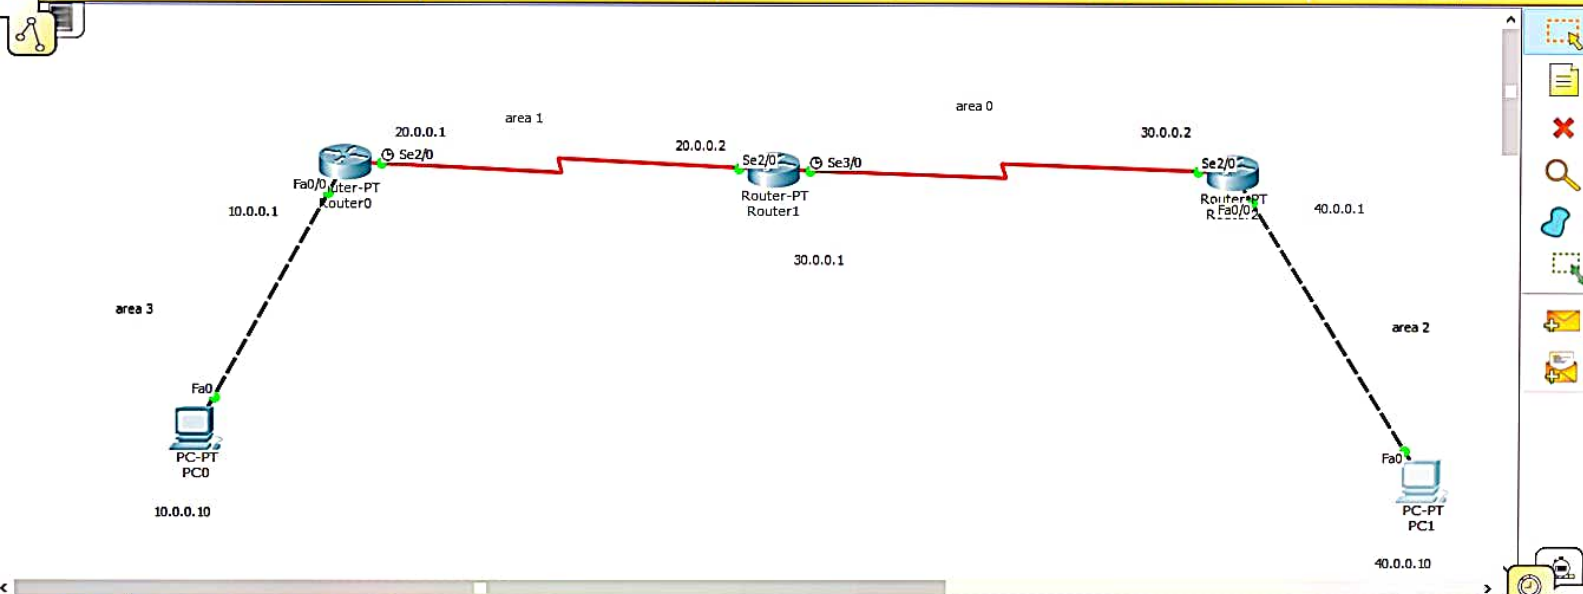 area 0
area 1
20.0.0.1
30.0.0.2
20.0.0.2
Se2/0
Se2/0
Se3/0
Se2/0
Fa0/0
Router0
Router-PT
Router1
Fa0/0
10.0.0.1
40.0.0.1
30.0.0.1
area 3
area 2
Fa0
PC-PT
PC0
10.0.0.10
Fa0
PC-PT
PC1
40.0.0.10